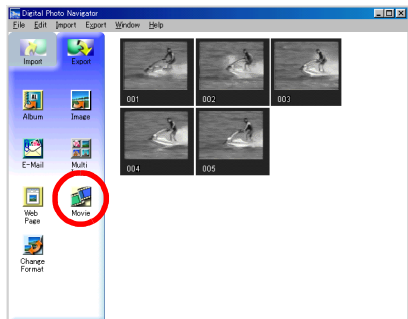 Digital Photo Navigator
File Edit Import Export Window Help
Import Export
001 002 003
Album Image
E-Mail Multi
004 005
Web
Page
Movie
Change
Format